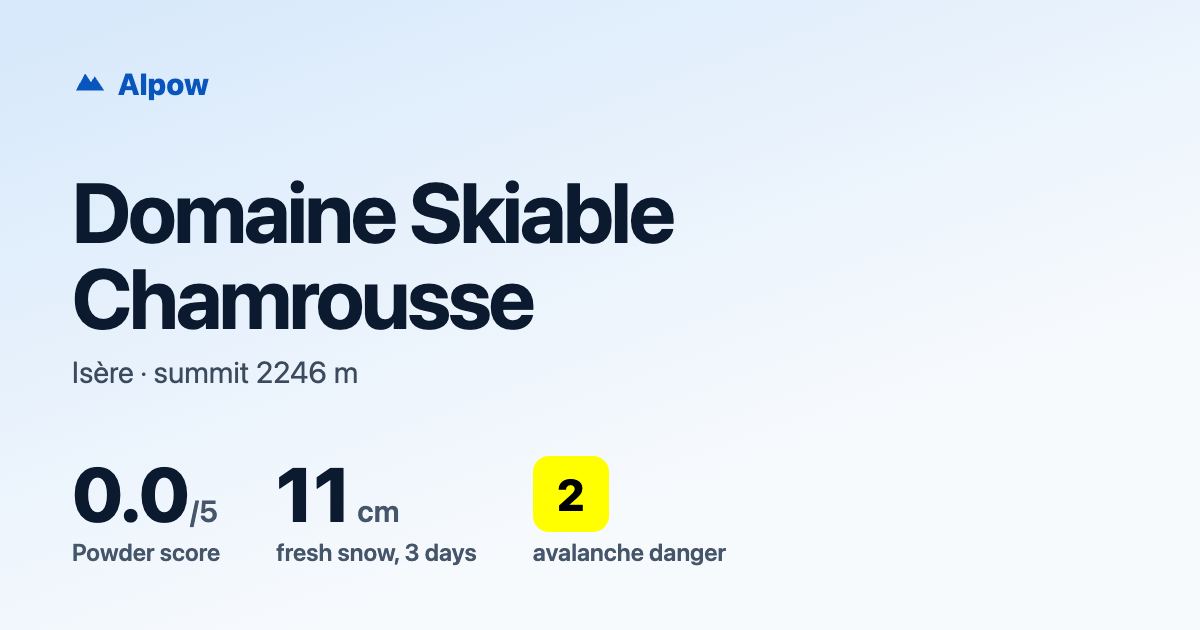 Alpow
Domaine Skiable
Chamrousse
Isère · summit 2246 m
0.0/5
11 cm
2
Powder score
fresh snow, 3 days
avalanche danger